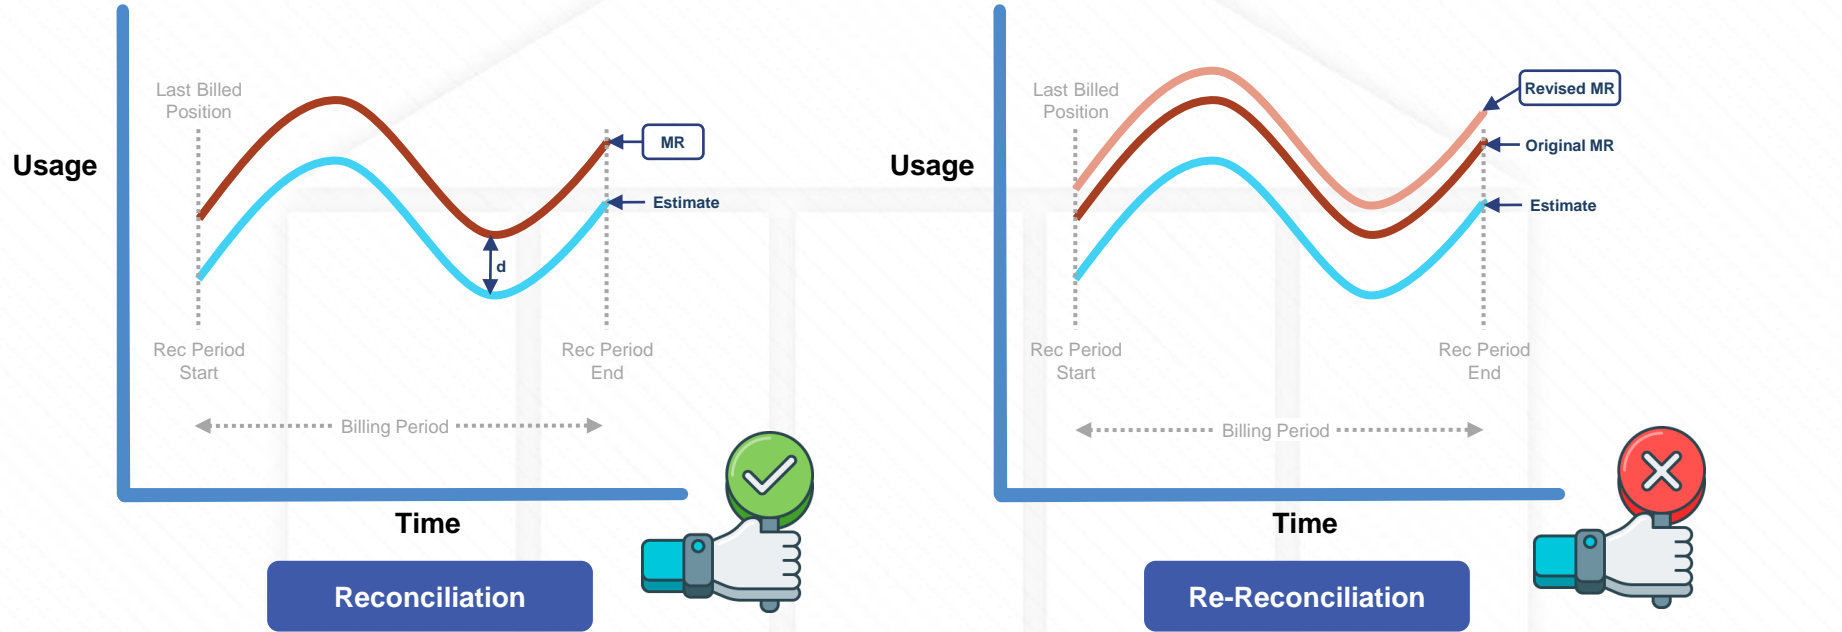 Last Billed
Position
Usage
MR
Estimate
d
Rec Period
Start
Rec Period
End
Billing Period
Time
Reconciliation
Last Billed
Position
Usage
Revised MR
Original MR
Estimate
Rec Period
Start
Rec Period
End
Billing Period
Time
Re-Reconciliation